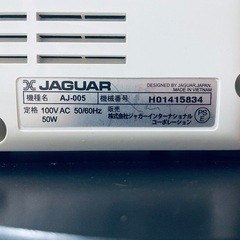 JAGUAR
DESIGNED BY JAGUAR JAPAN.
MADE IN VIETNAM
機種名 AJ-005 機械番号 H01415834
定格 100V AC 50/60Hz 50W
販売 株式会社ジャガーインターナショナルコーポレーション
PSE